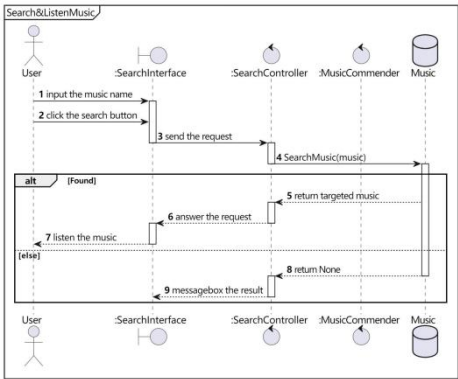 Search&ListenMusic
User :SearchInterface :SearchController :MusicCommender Music
1 input the music name
2 click the search button
3 send the request
4 SearchMusic(music)
alt [Found]
5 return targeted music
6 answer the request
7 listen the music
[else]
8 return None
9 messagebox the result
User :SearchInterface :SearchController :MusicCommender Music